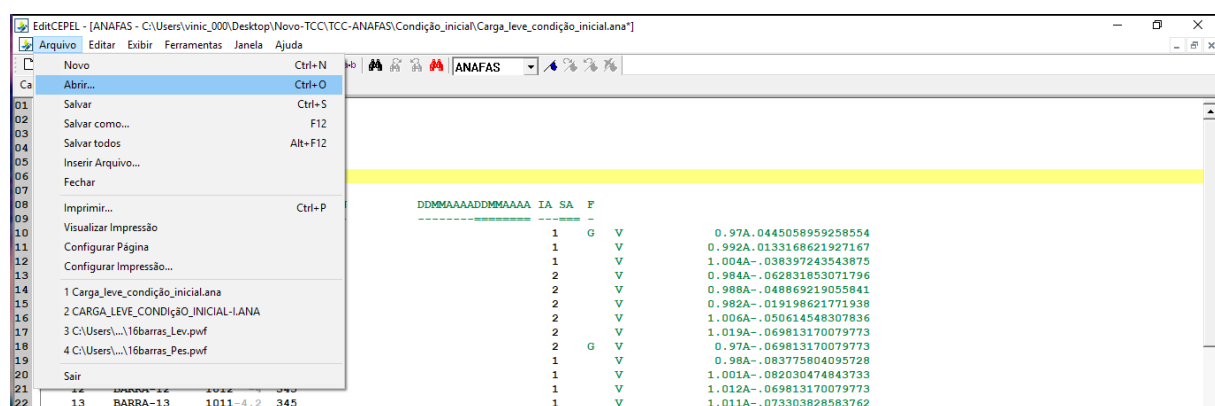 EditCEPEL - [ANAFAS - C:\Users\vinic_000\Desktop\Novo-TCC\TCC-ANAFAS\Condição_inicial\Carga_leve_condição_inicial.ana*]
Arquivo Editar Exibir Ferramentas Janela Ajuda
Novo Ctrl+N
ANAFAS
Abrir... Ctrl+O
Ca
Salvar Ctrl+S
Salvar como... F12
Salvar todos Alt+F12
Inserir Arquivo...
Fechar
Imprimir... Ctrl+P
Visualizar Impressão
Configurar Página
Configurar Impressão...
1 Carga_leve_condição_inicial.ana
2 CARGA_LEVE_CONDIçãO_INICIAL-I.ANA
3 C:\Users\...\16barras_Lev.pwf
4 C:\Users\...\16barras_Pes.pwf
Sair
01
02
03
04
05
06
07
08 DDMMAAAADDMMAAAA IA SA F
09 --------======== ---=== -
10 1 G V 0.97A.0445058959258554
11 1 V 0.992A.0133168621927167
12 1 V 1.004A-.038397243543875
13 2 V 0.984A-.062831853071796
14 2 V 0.988A-.048869219055841
15 2 V 0.982A-.019198621771938
16 2 V 1.006A-.050614548307836
17 2 V 1.019A-.069813170079773
18 2 G V 0.97A-.069813170079773
19 1 V 0.98A-.083775804095728
20 1 V 1.001A-.082030474843733
21 12 BARRA-12 1012 -4 345 1 V 1.012A-.069813170079773
22 13 BARRA-13 1011-4.2 345 1 V 1.011A-.073303828583762